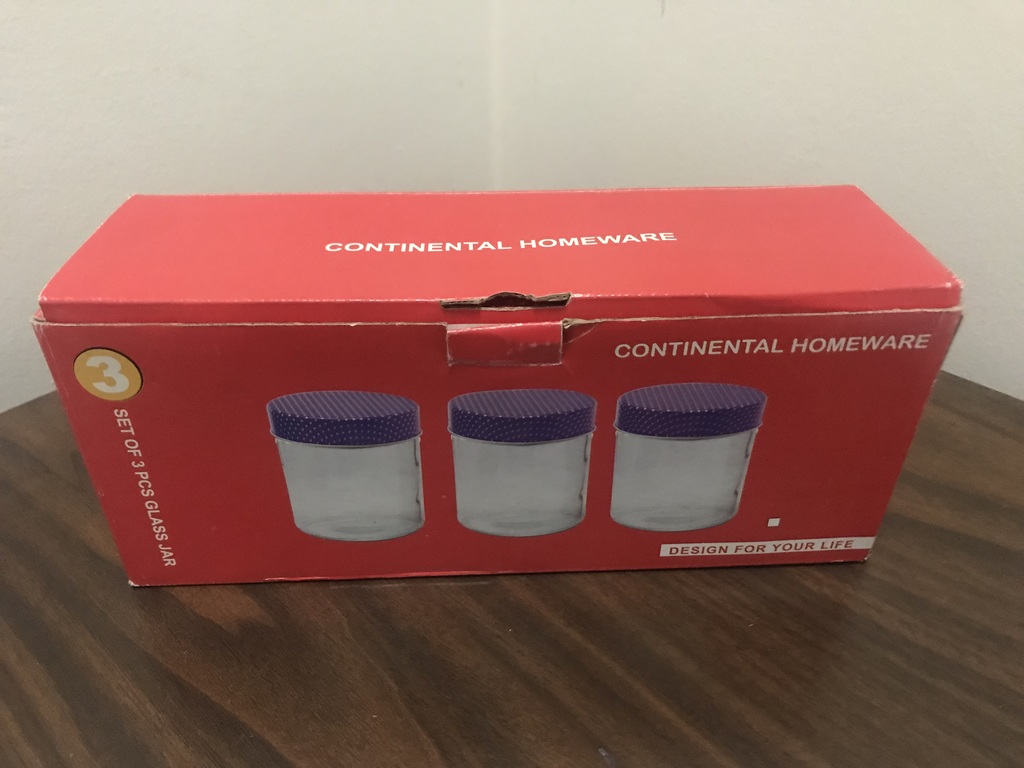 CONTINENTAL HOMEWARE
CONTINENTAL HOMEWARE
3
SET OF 3 PCS GLASS JAR
DESIGN FOR YOUR LIFE